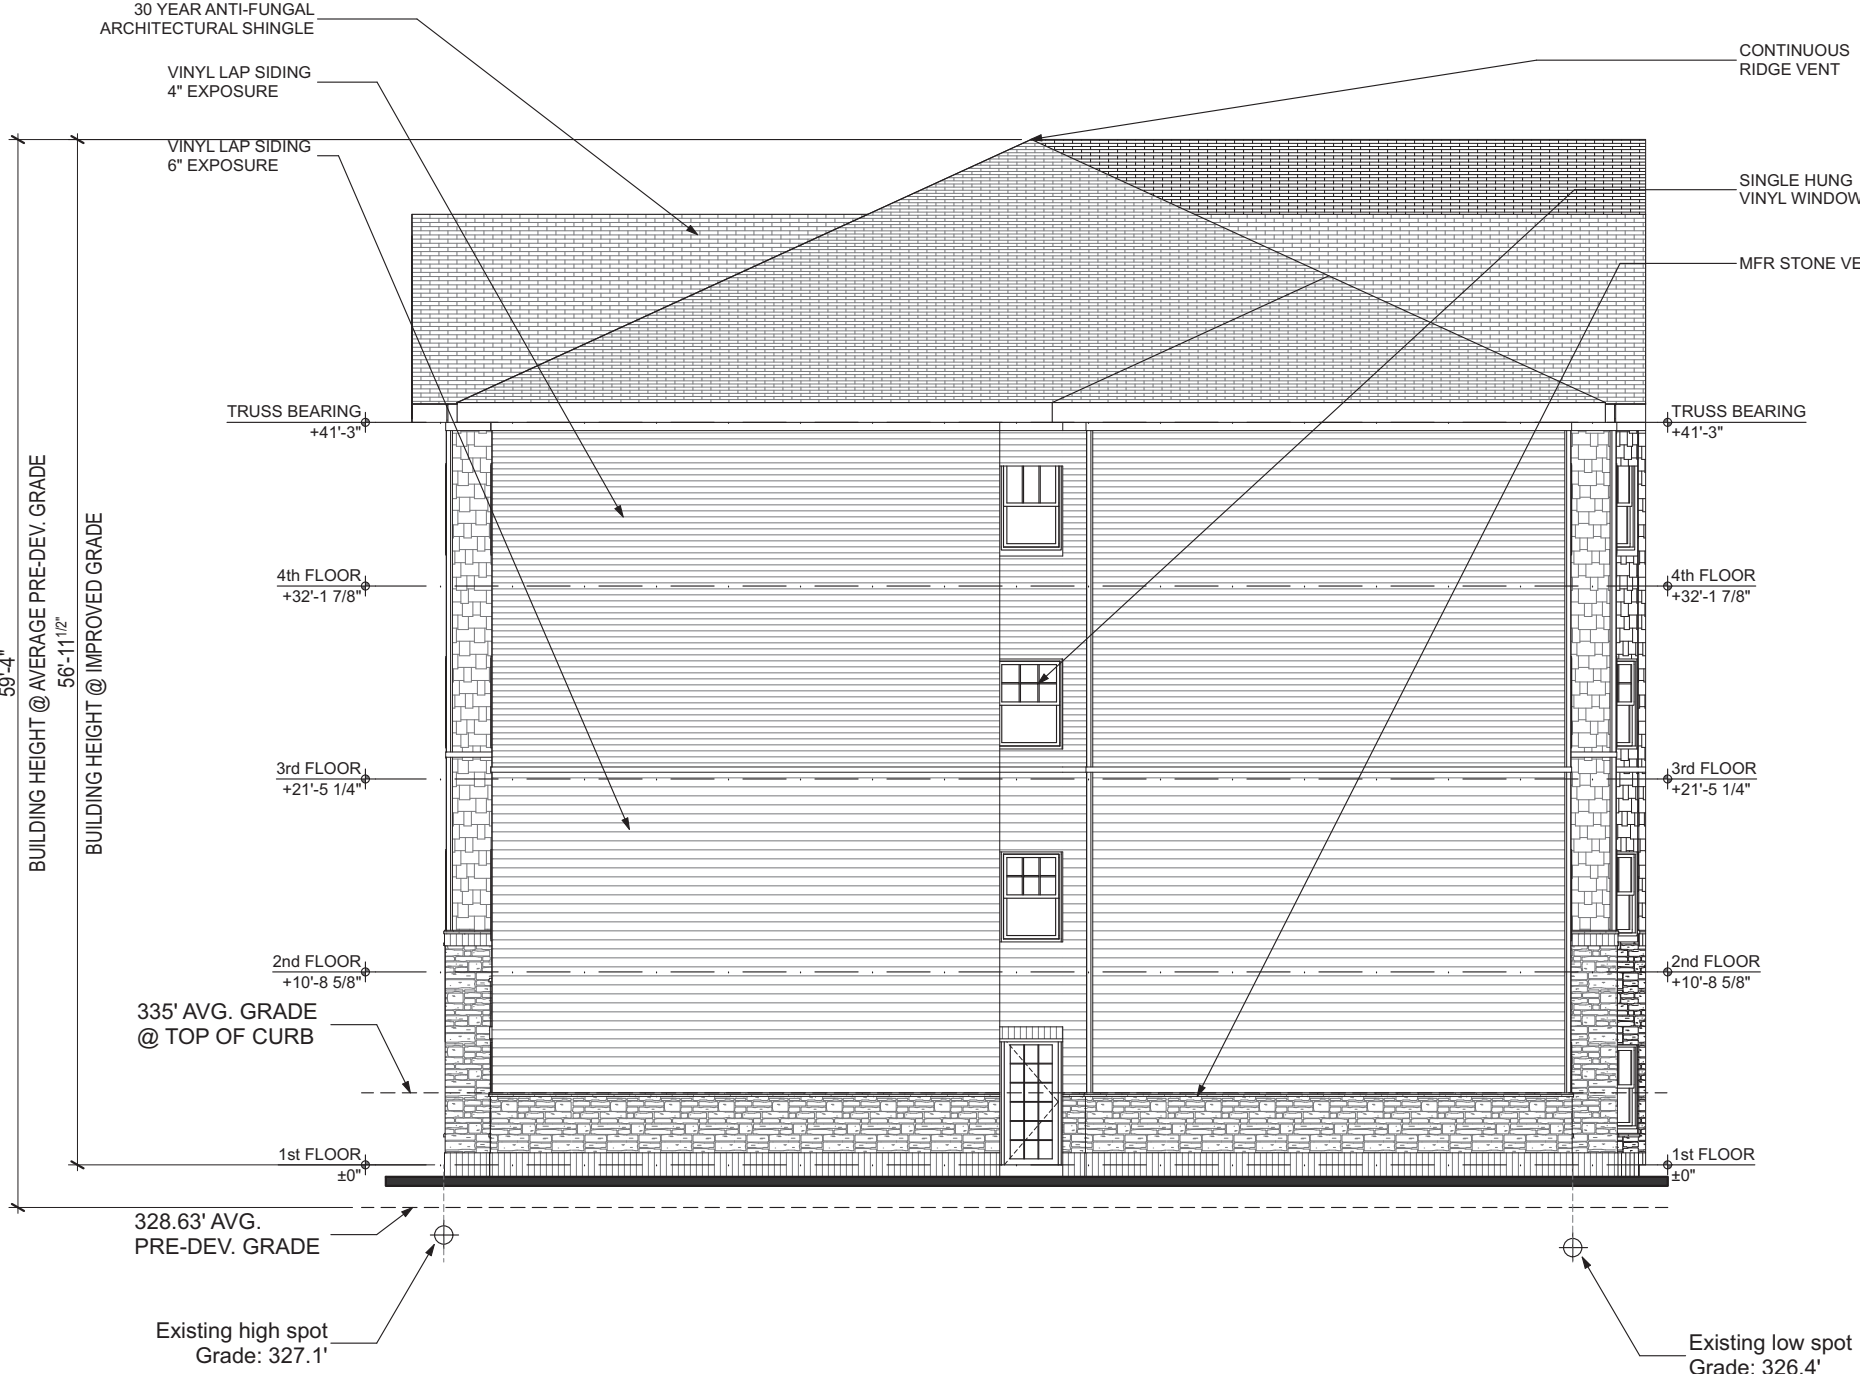 30 YEAR ANTI-FUNGAL
ARCHITECTURAL SHINGLE
VINYL LAP SIDING
4" EXPOSURE
VINYL LAP SIDING
6" EXPOSURE
CONTINUOUS
RIDGE VENT
SINGLE HUNG
VINYL WINDOW
MFR STONE VE
TRUSS BEARING
+41'-3"
TRUSS BEARING
+41'-3"
59'-4"
BUILDING HEIGHT @ AVERAGE PRE-DEV. GRADE
56'-11 1/2"
BUILDING HEIGHT @ IMPROVED GRADE
4th FLOOR
+32'-1 7/8"
4th FLOOR
+32'-1 7/8"
3rd FLOOR
+21'-5 1/4"
3rd FLOOR
+21'-5 1/4"
2nd FLOOR
+10'-8 5/8"
2nd FLOOR
+10'-8 5/8"
335' AVG. GRADE
@ TOP OF CURB
1st FLOOR
±0"
1st FLOOR
±0"
328.63' AVG.
PRE-DEV. GRADE
Existing high spot
Grade: 327.1'
Existing low spot
Grade: 326.4'